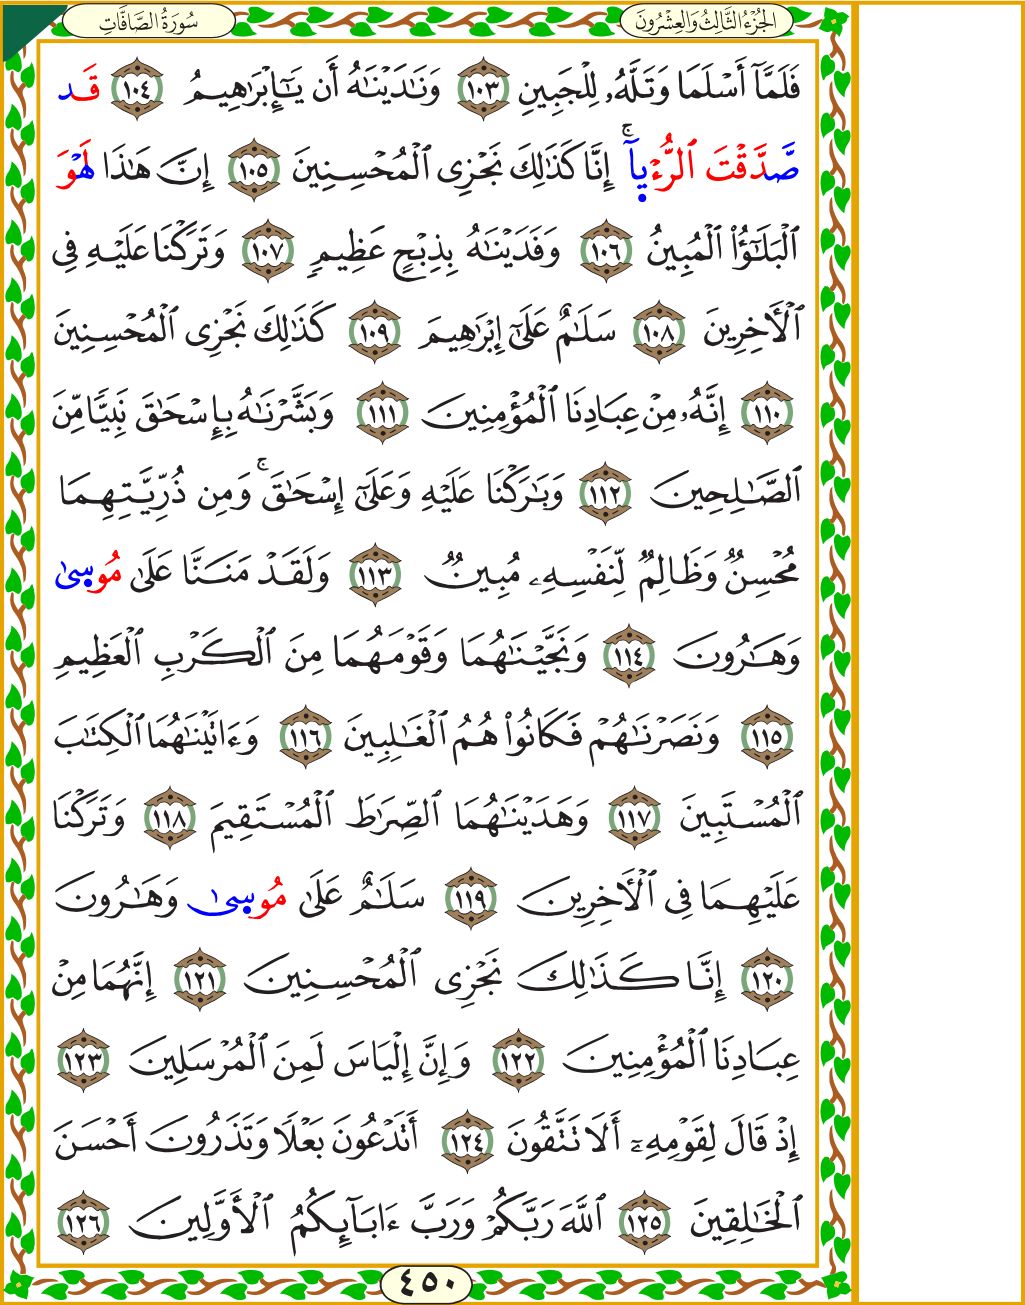 سُورَةُ الصَّافَّاتِ
الجُزْءُ الثَّالِثُ وَالعِشْرُونَ
فَلَمَّآ أَسْلَمَا وَتَلَّهُۥ لِلْجَبِينِ ١٠٣ وَنَٰدَيْنَٰهُ أَن يَٰٓإِبْرَٰهِيمُ ١٠٤ قَد
صَّدَّقْتَ ٱلرُّءْيَآ ۚ إِنَّا كَذَٰلِكَ نَجْزِى ٱلْمُحْسِنِينَ ١٠٥ إِنَّ هَٰذَا لَهْوَ
ٱلْبَلَٰٓؤُا۟ ٱلْمُبِينُ ١٠٦ وَفَدَيْنَٰهُ بِذِبْحٍ عَظِيمٍ ١٠٧ وَتَرَكْنَا عَلَيْهِ فِى
ٱلْأَخِرِينَ ١٠٨ سَلَٰمٌ عَلَىٰٓ إِبْرَٰهِيمَ ١٠٩ كَذَٰلِكَ نَجْزِى ٱلْمُحْسِنِينَ
١١٠ إِنَّهُۥ مِنْ عِبَادِنَا ٱلْمُؤْمِنِينَ ١١١ وَبَشَّرْنَٰهُ بِإِسْحَٰقَ نَبِيًّا مِّنَ
ٱلصَّٰلِحِينَ ١١٢ وَبَٰرَكْنَا عَلَيْهِ وَعَلَىٰٓ إِسْحَٰقَ ۚ وَمِن ذُرِّيَّتِهِمَا
مُحْسِنٌ وَظَالِمٌ لِّنَفْسِهِۦ مُبِينٌ ١١٣ وَلَقَدْ مَنَنَّا عَلَىٰ مُوسِىٰ
وَهَٰرُونَ ١١٤ وَنَجَّيْنَٰهُمَا وَقَوْمَهُمَا مِنَ ٱلْكَرْبِ ٱلْعَظِيمِ
١١٥ وَنَصَرْنَٰهُمْ فَكَانُوا۟ هُمُ ٱلْغَٰلِبِينَ ١١٦ وَءَاتَيْنَٰهُمَا ٱلْكِتَٰبَ
ٱلْمُسْتَبِينَ ١١٧ وَهَدَيْنَٰهُمَا ٱلصِّرَٰطَ ٱلْمُسْتَقِيمَ ١١٨ وَتَرَكْنَا
عَلَيْهِمَا فِى ٱلْأَخِرِينَ ١١٩ سَلَٰمٌ عَلَىٰ مُوسِىٰ وَهَٰرُونَ
١٢٠ إِنَّا كَذَٰلِكَ نَجْزِى ٱلْمُحْسِنِينَ ١٢١ إِنَّهُمَا مِنْ
عِبَادِنَا ٱلْمُؤْمِنِينَ ١٢٢ وَإِنَّ إِلْيَاسَ لَمِنَ ٱلْمُرْسَلِينَ ١٢٣
إِذْ قَالَ لِقَوْمِهِۦٓ أَلَا تَتَّقُونَ ١٢٤ أَتَدْعُونَ بَعْلًا وَتَذَرُونَ أَحْسَنَ
ٱلْخَٰلِقِينَ ١٢٥ ٱللَّهَ رَبَّكُمْ وَرَبَّ ءَابَآئِكُمُ ٱلْأَوَّلِينَ ١٢٦
٤٥٠